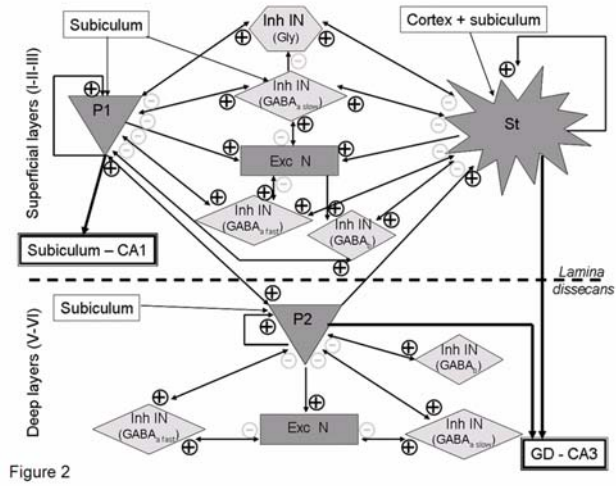 Subiculum
Cortex + subiculum
Inh IN
(Gly)
Superficial layers (I-II-III)
P1
Inh IN
(GABAa slow)
St
Exc N
Inh IN
(GABAa fast)
Inh IN
(GABAb)
Subiculum – CA1
Lamina
dissecans
Deep layers (V-VI)
Subiculum
P2
Inh IN
(GABAb)
Inh IN
(GABAa fast)
Exc N
Inh IN
(GABAa slow)
GD - CA3
Figure 2